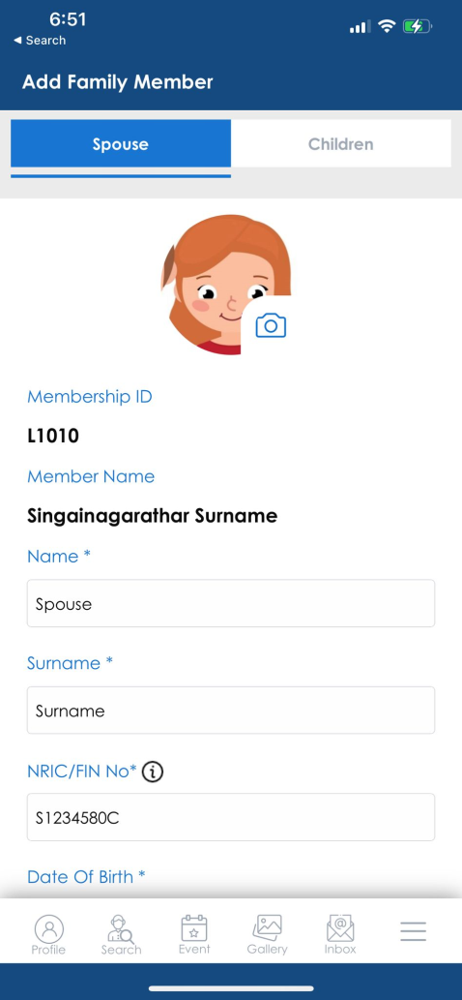 6:51
◀ Search
Add Family Member
Spouse
Children
Membership ID
L1010
Member Name
Singainagarathar Surname
Name *
Spouse
Surname *
Surname
NRIC/FIN No*
S1234580C
Date Of Birth *
Profile
Search
Event
Gallery
Inbox